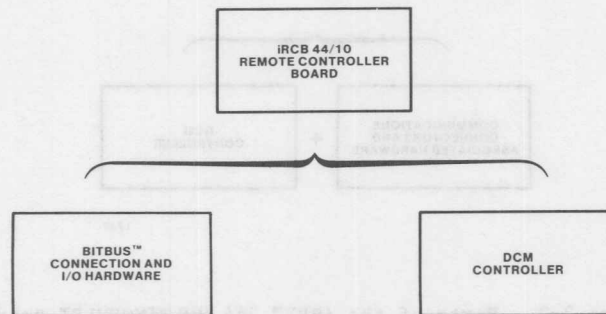 iRCB 44/10
REMOTE CONTROLLER
BOARD
BITBUS™
CONNECTION AND
I/O HARDWARE
DCM
CONTROLLER